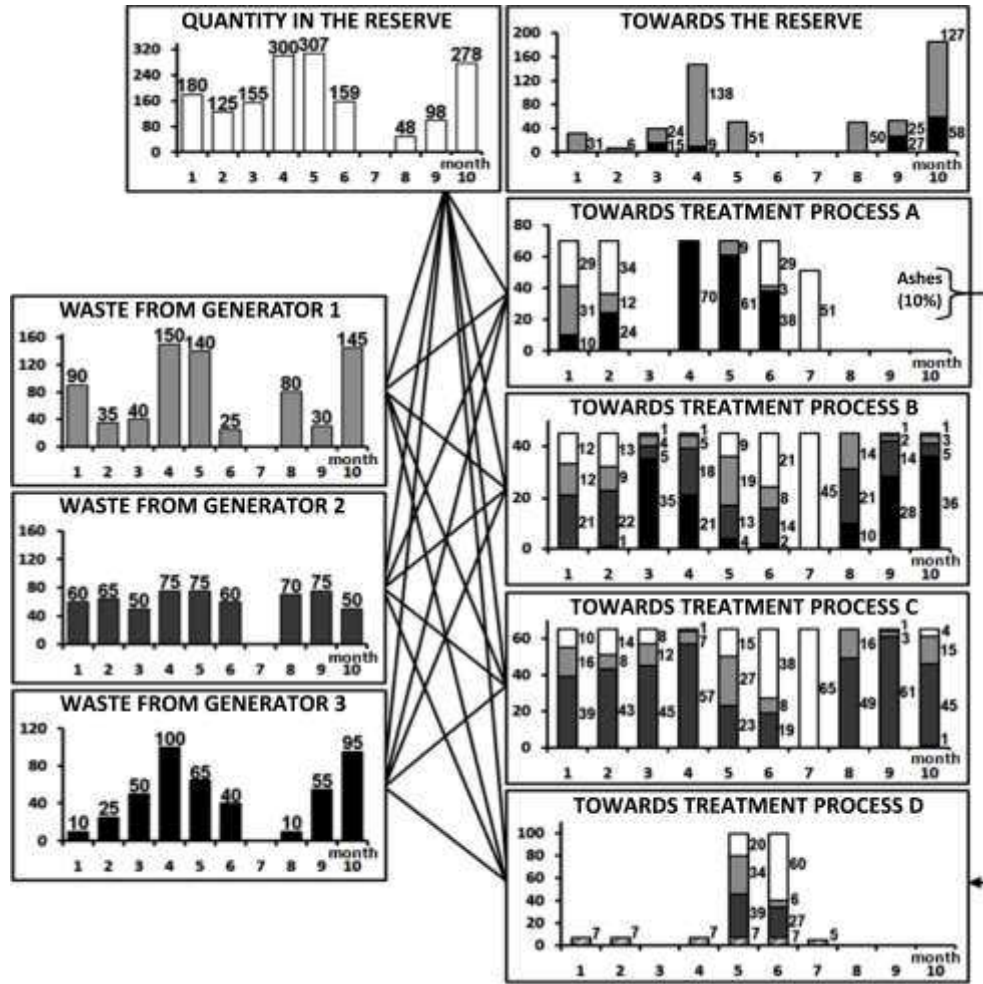 QUANTITY IN THE RESERVE
320
240
160
80
0
180 125 155 300 307 159 48 98 278
month
1 2 3 4 5 6 7 8 9 10
TOWARDS THE RESERVE
200
160
120
80
40
0
31 6 24 15 138 9 51 50 25 27 127 58
month
1 2 3 4 5 6 7 8 9 10
TOWARDS TREATMENT PROCESS A
80
60
40
20
0
29 31 10
34 12 24
70
9 61
29 3 38
51
Ashes
(10%)
month
1 2 3 4 5 6 7 8 9 10
WASTE FROM GENERATOR 1
160
120
80
40
0
90 35 40 150 140 25 80 30 145
month
1 2 3 4 5 6 7 8 9 10
TOWARDS TREATMENT PROCESS B
40
20
0
12 12 21
13 9 22 1
1 4 5 35
1 5 18 21
9 19 13 4
21 8 14 2
45
14 21 10
1 2 14 28
1 3 5 36
month
1 2 3 4 5 6 7 8 9 10
WASTE FROM GENERATOR 2
160
120
80
40
0
60 65 50 75 75 60 70 75 50
month
1 2 3 4 5 6 7 8 9 10
TOWARDS TREATMENT PROCESS C
60
40
20
0
10 16 39
14 8 43
8 12 45
1 7 57
15 27 23
38 8 19
65
16 49
1 3 61
4 15 45 1
month
1 2 3 4 5 6 7 8 9 10
WASTE FROM GENERATOR 3
120
80
40
0
10 25 50 100 65 40 10 55 95
month
1 2 3 4 5 6 7 8 9 10
TOWARDS TREATMENT PROCESS D
100
80
60
40
20
0
7 7 7
20 34 39 7
60 6 27 7
5
month
1 2 3 4 5 6 7 8 9 10